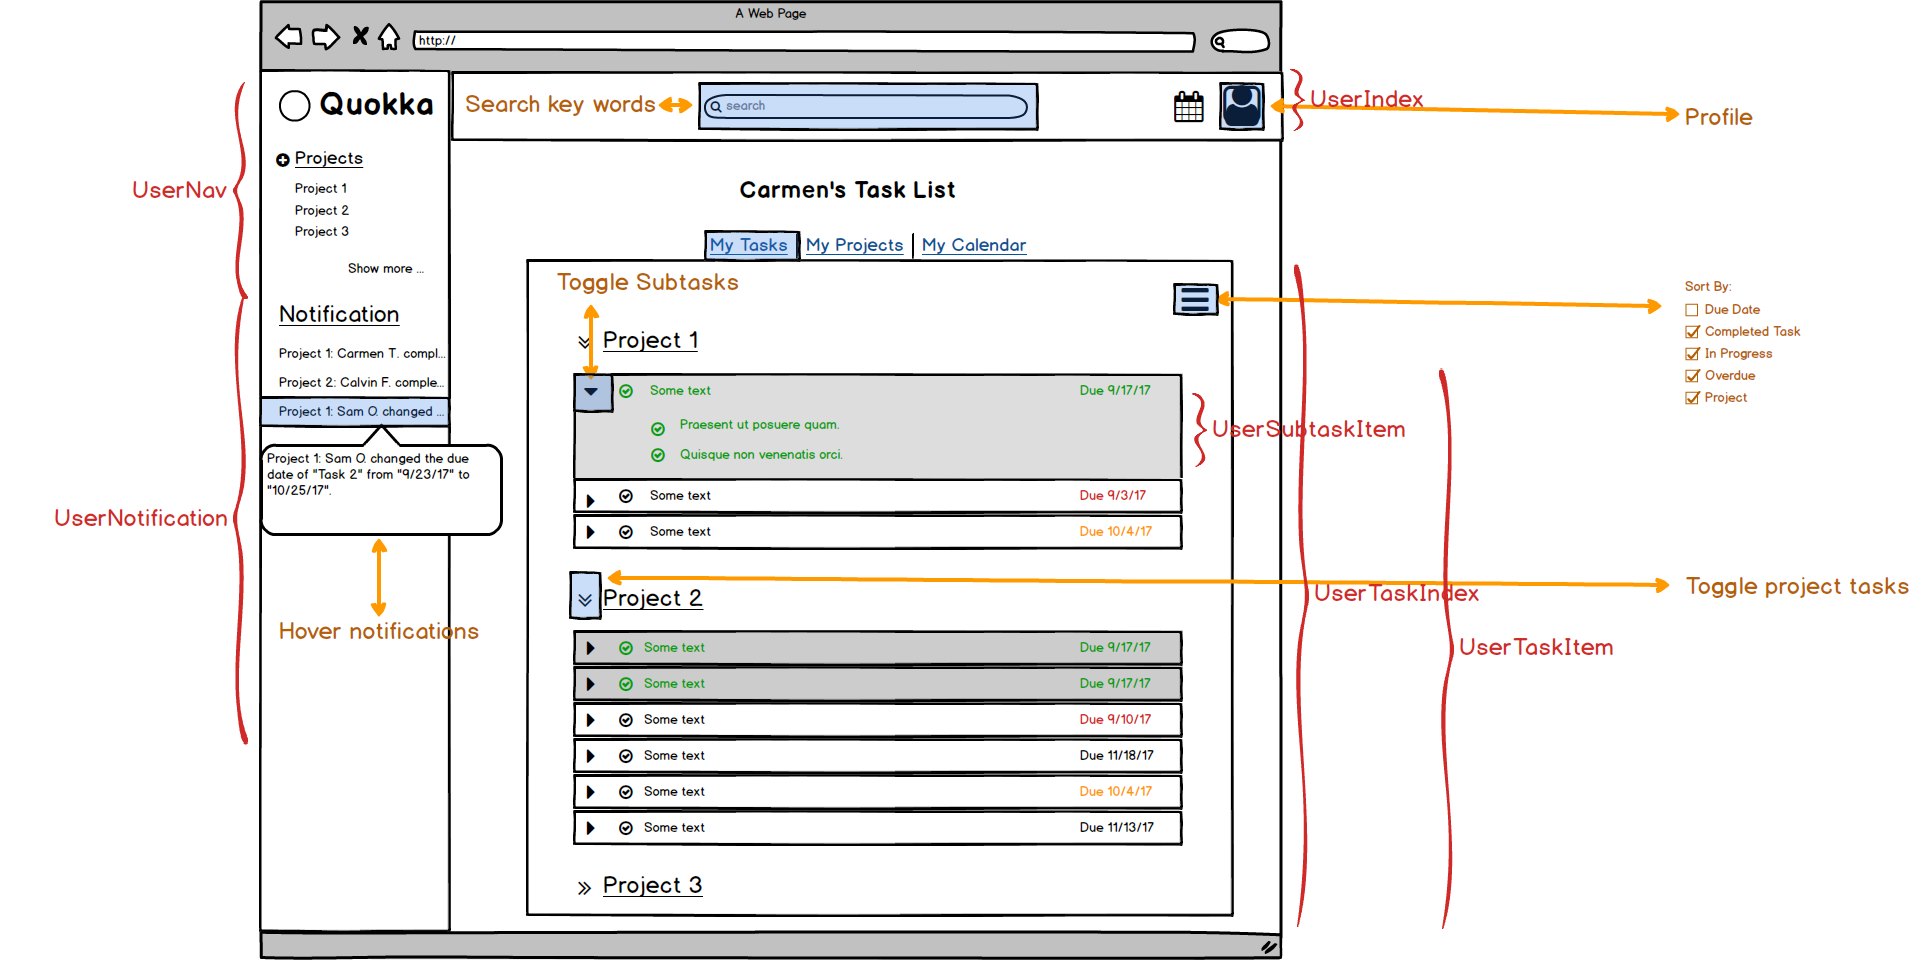 A Web Page
http://
Quokka
Search key words
search
UserIndex
Profile
Projects
Project 1
Project 2
Project 3
Show more ...
UserNav
Carmen's Task List
My Tasks
My Projects
My Calendar
Notification
Project 1: Carmen T. compl...
Project 2: Calvin F. comple...
Project 1: Sam O. changed ...
Project 1: Sam O. changed the due
date of "Task 2" from "9/23/17" to
"10/25/17".
UserNotification
Hover notifications
Toggle Subtasks
Sort By:
Due Date
Completed Task
In Progress
Overdue
Project
Project 1
Some text Due 9/17/17
Praesent ut posuere quam.
Quisque non venenatis orci.
UserSubtaskItem
Some text Due 9/3/17
Some text Due 10/4/17
Toggle project tasks
UserTaskIndex
Project 2
UserTaskItem
Some text Due 9/17/17
Some text Due 9/17/17
Some text Due 9/10/17
Some text Due 11/18/17
Some text Due 10/4/17
Some text Due 11/13/17
Project 3